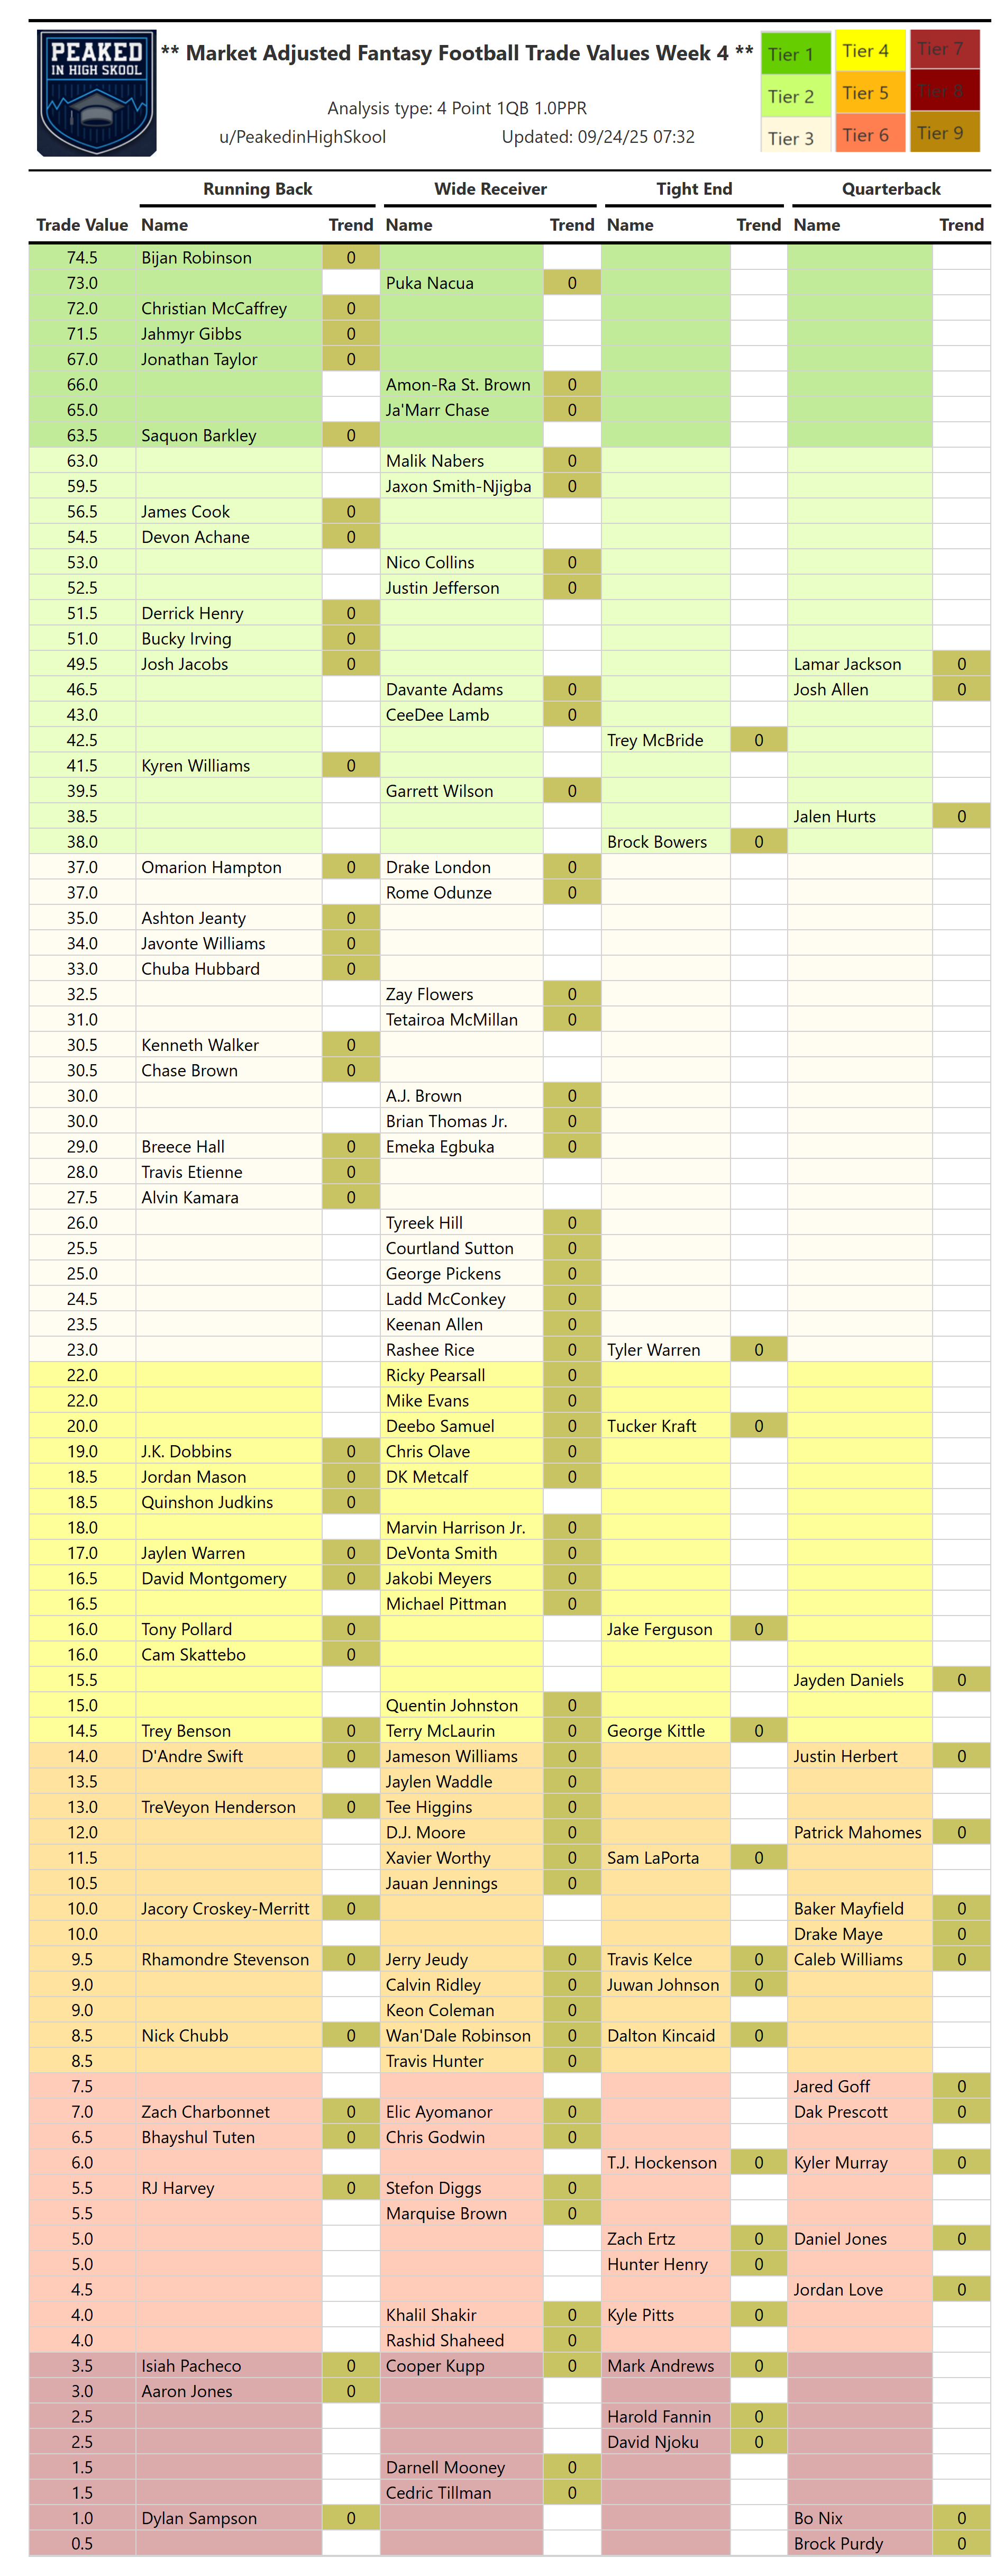 PEAKED
IN HIGH SKOOL
** Market Adjusted Fantasy Football Trade Values Week 4 **
Analysis type: 4 Point 1QB 1.0PPR
u/PeakedinHighSkool Updated: 09/24/25 07:32
Tier 1 Tier 4 Tier 7
Tier 2 Tier 5 Tier 8
Tier 3 Tier 6 Tier 9
Running Back Wide Receiver Tight End Quarterback
Trade Value Name Trend Name Trend Name Trend Name Trend
74.5 Bijan Robinson 0
73.0 Puka Nacua 0
72.0 Christian McCaffrey 0
71.5 Jahmyr Gibbs 0
67.0 Jonathan Taylor 0
66.0 Amon-Ra St. Brown 0
65.0 Ja'Marr Chase 0
63.5 Saquon Barkley 0
63.0 Malik Nabers 0
59.5 Jaxon Smith-Njigba 0
56.5 James Cook 0
54.5 Devon Achane 0
53.0 Nico Collins 0
52.5 Justin Jefferson 0
51.5 Derrick Henry 0
51.0 Bucky Irving 0
49.5 Josh Jacobs 0 Lamar Jackson 0
46.5 Davante Adams 0 Josh Allen 0
43.0 CeeDee Lamb 0
42.5 Trey McBride 0
41.5 Kyren Williams 0
39.5 Garrett Wilson 0
38.5 Jalen Hurts 0
38.0 Brock Bowers 0
37.0 Omarion Hampton 0 Drake London 0
37.0 Rome Odunze 0
35.0 Ashton Jeanty 0
34.0 Javonte Williams 0
33.0 Chuba Hubbard 0
32.5 Zay Flowers 0
31.0 Tetairoa McMillan 0
30.5 Kenneth Walker 0
30.5 Chase Brown 0
30.0 A.J. Brown 0
30.0 Brian Thomas Jr. 0
29.0 Breece Hall 0 Emeka Egbuka 0
28.0 Travis Etienne 0
27.5 Alvin Kamara 0
26.0 Tyreek Hill 0
25.5 Courtland Sutton 0
25.0 George Pickens 0
24.5 Ladd McConkey 0
23.5 Keenan Allen 0
23.0 Rashee Rice 0 Tyler Warren 0
22.0 Ricky Pearsall 0
22.0 Mike Evans 0
20.0 Deebo Samuel 0 Tucker Kraft 0
19.0 J.K. Dobbins 0 Chris Olave 0
18.5 Jordan Mason 0 DK Metcalf 0
18.5 Quinshon Judkins 0
18.0 Marvin Harrison Jr. 0
17.0 Jaylen Warren 0 DeVonta Smith 0
16.5 David Montgomery 0 Jakobi Meyers 0
16.5 Michael Pittman 0
16.0 Tony Pollard 0 Jake Ferguson 0
16.0 Cam Skattebo 0
15.5 Jayden Daniels 0
15.0 Quentin Johnston 0
14.5 Trey Benson 0 Terry McLaurin 0 George Kittle 0
14.0 D'Andre Swift 0 Jameson Williams 0 Justin Herbert 0
13.5 Jaylen Waddle 0
13.0 TreVeyon Henderson 0 Tee Higgins 0
12.0 D.J. Moore 0 Patrick Mahomes 0
11.5 Xavier Worthy 0 Sam LaPorta 0
10.5 Jauan Jennings 0
10.0 Jacory Croskey-Merritt 0 Baker Mayfield 0
10.0 Drake Maye 0
9.5 Rhamondre Stevenson 0 Jerry Jeudy 0 Travis Kelce 0 Caleb Williams 0
9.0 Calvin Ridley 0 Juwan Johnson 0
9.0 Keon Coleman 0
8.5 Nick Chubb 0 Wan'Dale Robinson 0 Dalton Kincaid 0
8.5 Travis Hunter 0
7.5 Jared Goff 0
7.0 Zach Charbonnet 0 Elic Ayomanor 0 Dak Prescott 0
6.5 Bhayshul Tuten 0 Chris Godwin 0
6.0 T.J. Hockenson 0 Kyler Murray 0
5.5 RJ Harvey 0 Stefon Diggs 0
5.5 Marquise Brown 0
5.0 Zach Ertz 0 Daniel Jones 0
5.0 Hunter Henry 0
4.5 Jordan Love 0
4.0 Khalil Shakir 0 Kyle Pitts 0
4.0 Rashid Shaheed 0
3.5 Isiah Pacheco 0 Cooper Kupp 0 Mark Andrews 0
3.0 Aaron Jones 0
2.5 Harold Fannin 0
2.5 David Njoku 0
1.5 Darnell Mooney 0
1.5 Cedric Tillman 0
1.0 Dylan Sampson 0 Bo Nix 0
0.5 Brock Purdy 0